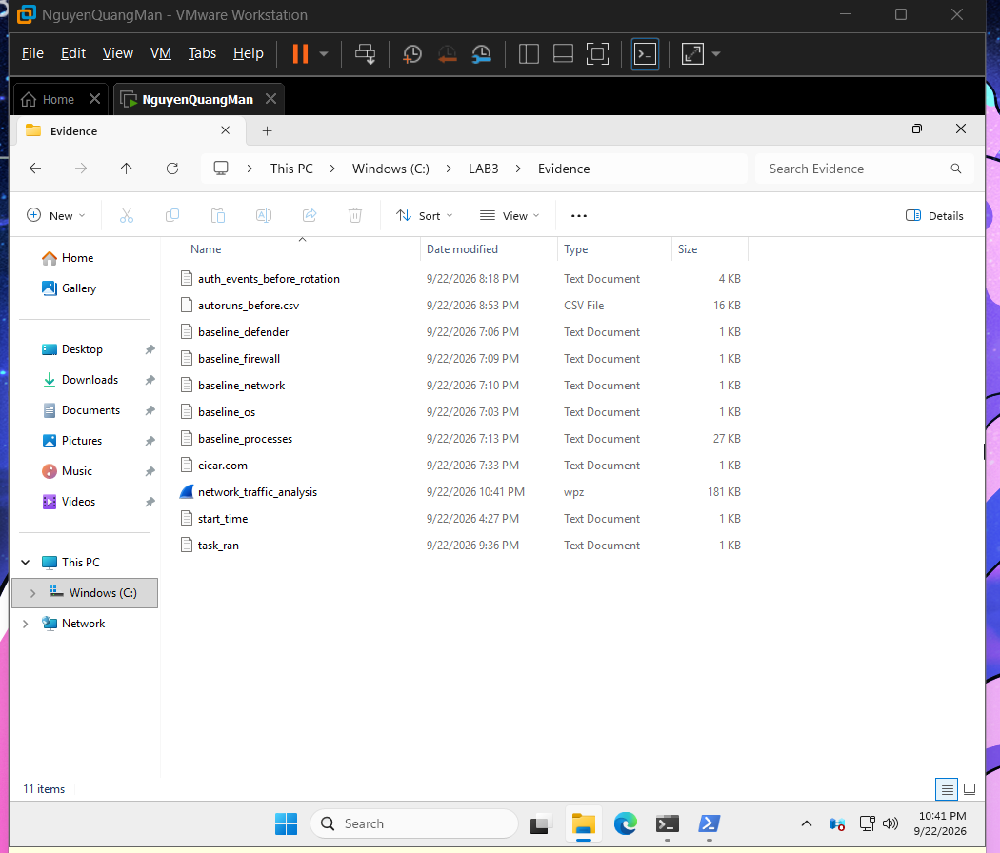 NguyenQuangMan - VMware Workstation
File Edit View VM Tabs Help
Home NguyenQuangMan
Evidence
This PC Windows (C:) LAB3 Evidence Search Evidence
New Sort View Details
Name Date modified Type Size
Home
Gallery
Desktop
Downloads
Documents
Pictures
Music
Videos
This PC
Windows (C:)
Network
auth_events_before_rotation 9/22/2026 8:18 PM Text Document 4 KB
autoruns_before.csv 9/22/2026 8:53 PM CSV File 16 KB
baseline_defender 9/22/2026 7:06 PM Text Document 1 KB
baseline_firewall 9/22/2026 7:09 PM Text Document 1 KB
baseline_network 9/22/2026 7:10 PM Text Document 1 KB
baseline_os 9/22/2026 7:03 PM Text Document 1 KB
baseline_processes 9/22/2026 7:13 PM Text Document 27 KB
eicar.com 9/22/2026 7:33 PM Text Document 1 KB
network_traffic_analysis 9/22/2026 10:41 PM wpz 181 KB
start_time 9/22/2026 4:27 PM Text Document 1 KB
task_ran 9/22/2026 9:36 PM Text Document 1 KB
11 items
Search
10:41 PM
9/22/2026